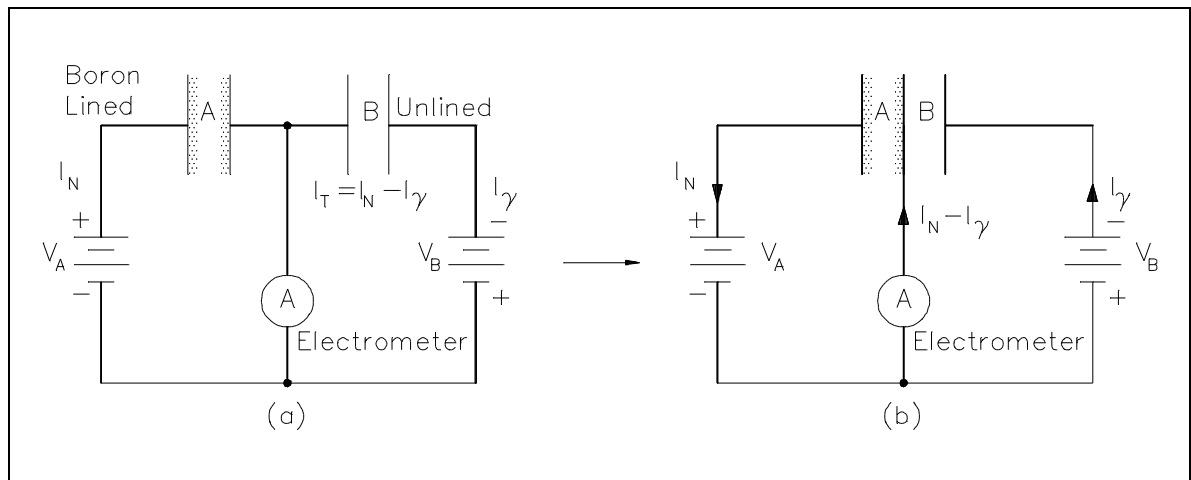 Boron
Lined
A
B
Unlined
I_N
I_T = I_N − I_γ
I_γ
+
−
V_A
V_B
−
+
A
Electrometer
(a)
A
B
I_N
I_N − I_γ
I_γ
+
−
V_A
V_B
−
+
A
Electrometer
(b)